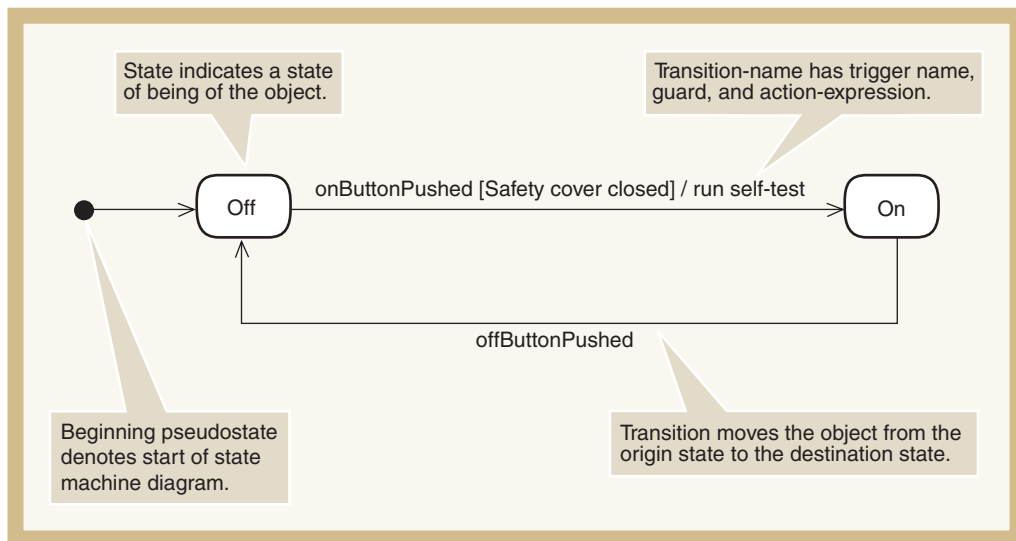 State indicates a state
of being of the object.
Transition-name has trigger name,
guard, and action-expression.
onButtonPushed [Safety cover closed] / run self-test
Off
On
offButtonPushed
Beginning pseudostate
denotes start of state
machine diagram.
Transition moves the object from the
origin state to the destination state.